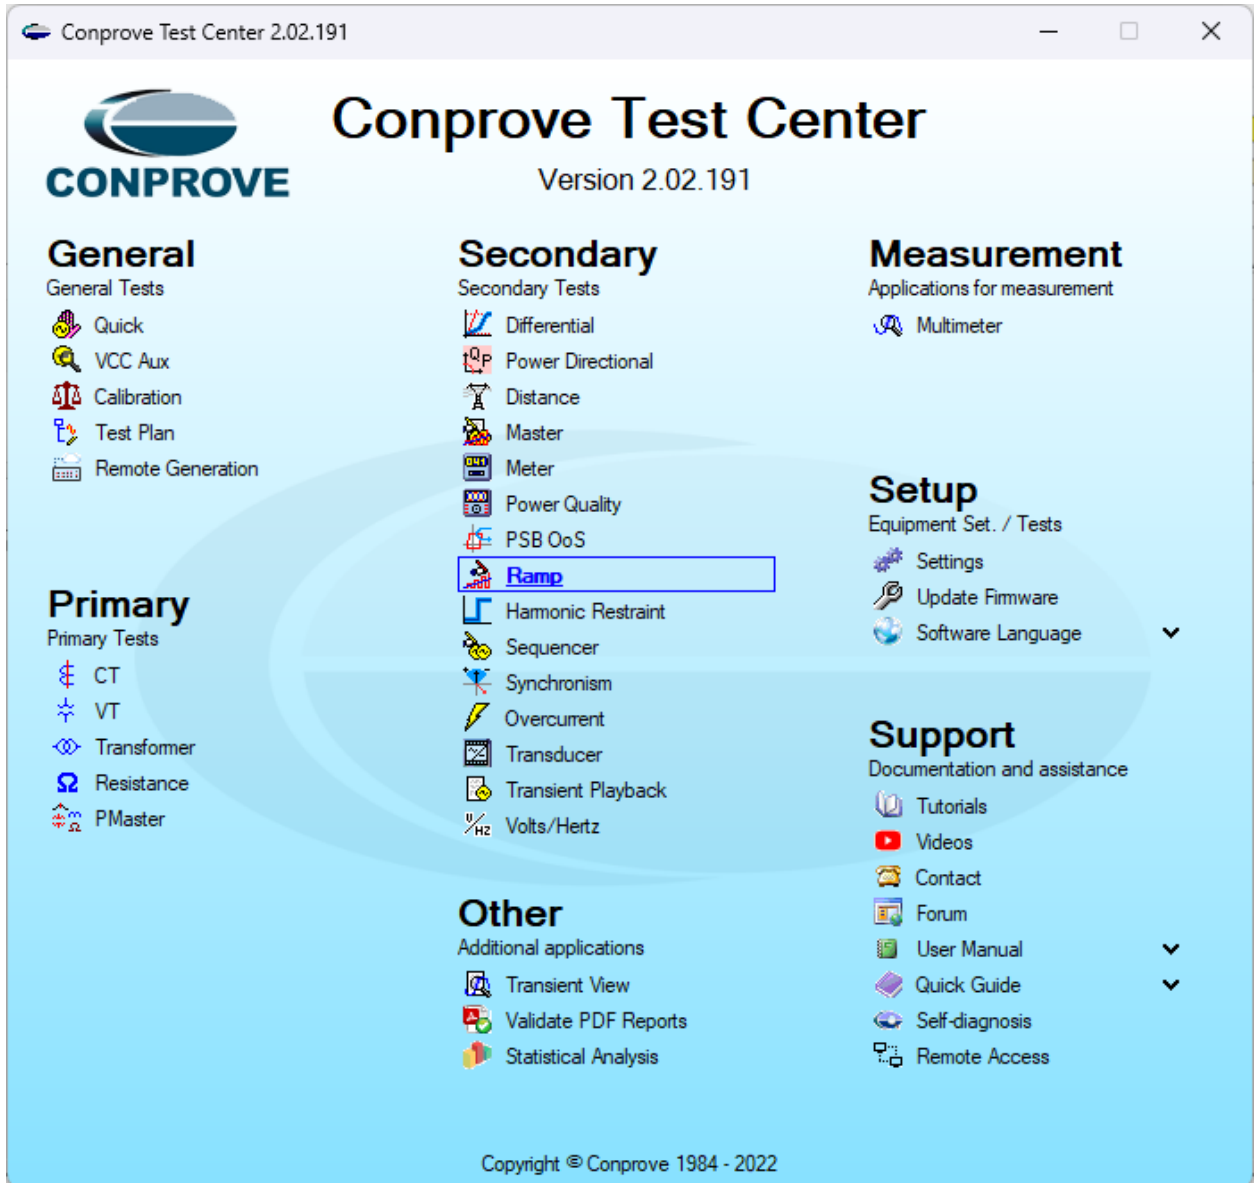 Conprove Test Center 2.02.191
Conprove Test Center
CONPROVE
Version 2.02.191
General
General Tests
Quick
VCC Aux
Calibration
Test Plan
Remote Generation
Primary
Primary Tests
CT
VT
Transformer
Resistance
PMaster
Secondary
Secondary Tests
Differential
Power Directional
Distance
Master
Meter
Power Quality
PSB OoS
Ramp
Harmonic Restraint
Sequencer
Synchronism
Overcurrent
Transducer
Transient Playback
Volts/Hertz
Other
Additional applications
Transient View
Validate PDF Reports
Statistical Analysis
Measurement
Applications for measurement
Multimeter
Setup
Equipment Set. / Tests
Settings
Update Firmware
Software Language
Support
Documentation and assistance
Tutorials
Videos
Contact
Forum
User Manual
Quick Guide
Self-diagnosis
Remote Access
Copyright © Conprove 1984 - 2022